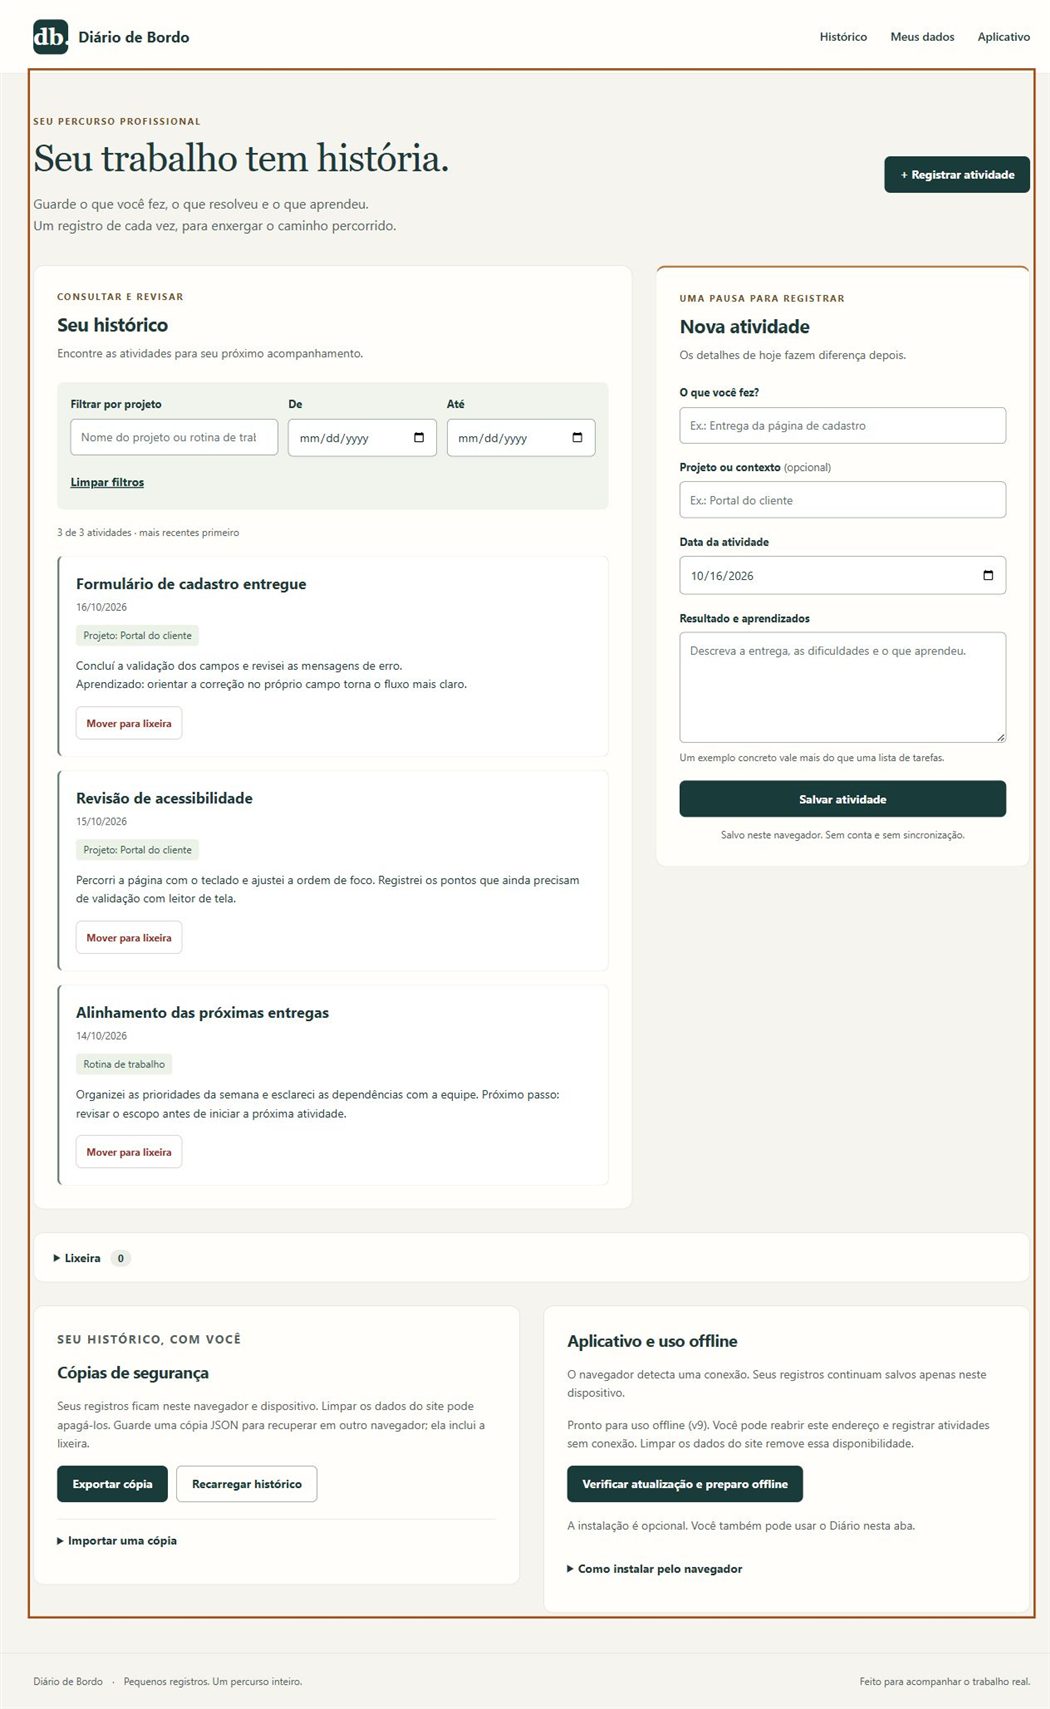 db.
Diário de Bordo
Histórico
Meus dados
Aplicativo
SEU PERCURSO PROFISSIONAL
Seu trabalho tem história.
Guarde o que você fez, o que resolveu e o que aprendeu.
Um registro de cada vez, para enxergar o caminho percorrido.
+ Registrar atividade
CONSULTAR E REVISAR
Seu histórico
Encontre as atividades para seu próximo acompanhamento.
Filtrar por projeto
De
Até
Nome do projeto ou rotina de tral
mm/dd/yyyy
mm/dd/yyyy
Limpar filtros
3 de 3 atividades · mais recentes primeiro
Formulário de cadastro entregue
16/10/2026
Projeto: Portal do cliente
Concluí a validação dos campos e revisei as mensagens de erro.
Aprendizado: orientar a correção no próprio campo torna o fluxo mais claro.
Mover para lixeira
Revisão de acessibilidade
15/10/2026
Projeto: Portal do cliente
Percorri a página com o teclado e ajustei a ordem de foco. Registrei os pontos que ainda precisam
de validação com leitor de tela.
Mover para lixeira
Alinhamento das próximas entregas
14/10/2026
Rotina de trabalho
Organizei as prioridades da semana e esclareci as dependências com a equipe. Próximo passo:
revisar o escopo antes de iniciar a próxima atividade.
Mover para lixeira
UMA PAUSA PARA REGISTRAR
Nova atividade
Os detalhes de hoje fazem diferença depois.
O que você fez?
Ex.: Entrega da página de cadastro
Projeto ou contexto (opcional)
Ex.: Portal do cliente
Data da atividade
10/16/2026
Resultado e aprendizados
Descreva a entrega, as dificuldades e o que aprendeu.
Um exemplo concreto vale mais do que uma lista de tarefas.
Salvar atividade
Salvo neste navegador. Sem conta e sem sincronização.
Lixeira 0
SEU HISTÓRICO, COM VOCÊ
Cópias de segurança
Seus registros ficam neste navegador e dispositivo. Limpar os dados do site pode
apagá-los. Guarde uma cópia JSON para recuperar em outro navegador; ela inclui a
lixeira.
Exportar cópia
Recarregar histórico
Importar uma cópia
Aplicativo e uso offline
O navegador detecta uma conexão. Seus registros continuam salvos apenas neste
dispositivo.
Pronto para uso offline (v9). Você pode reabrir este endereço e registrar atividades
sem conexão. Limpar os dados do site remove essa disponibilidade.
Verificar atualização e preparo offline
A instalação é opcional. Você também pode usar o Diário nesta aba.
Como instalar pelo navegador
Diário de Bordo · Pequenos registros. Um percurso inteiro.
Feito para acompanhar o trabalho real.